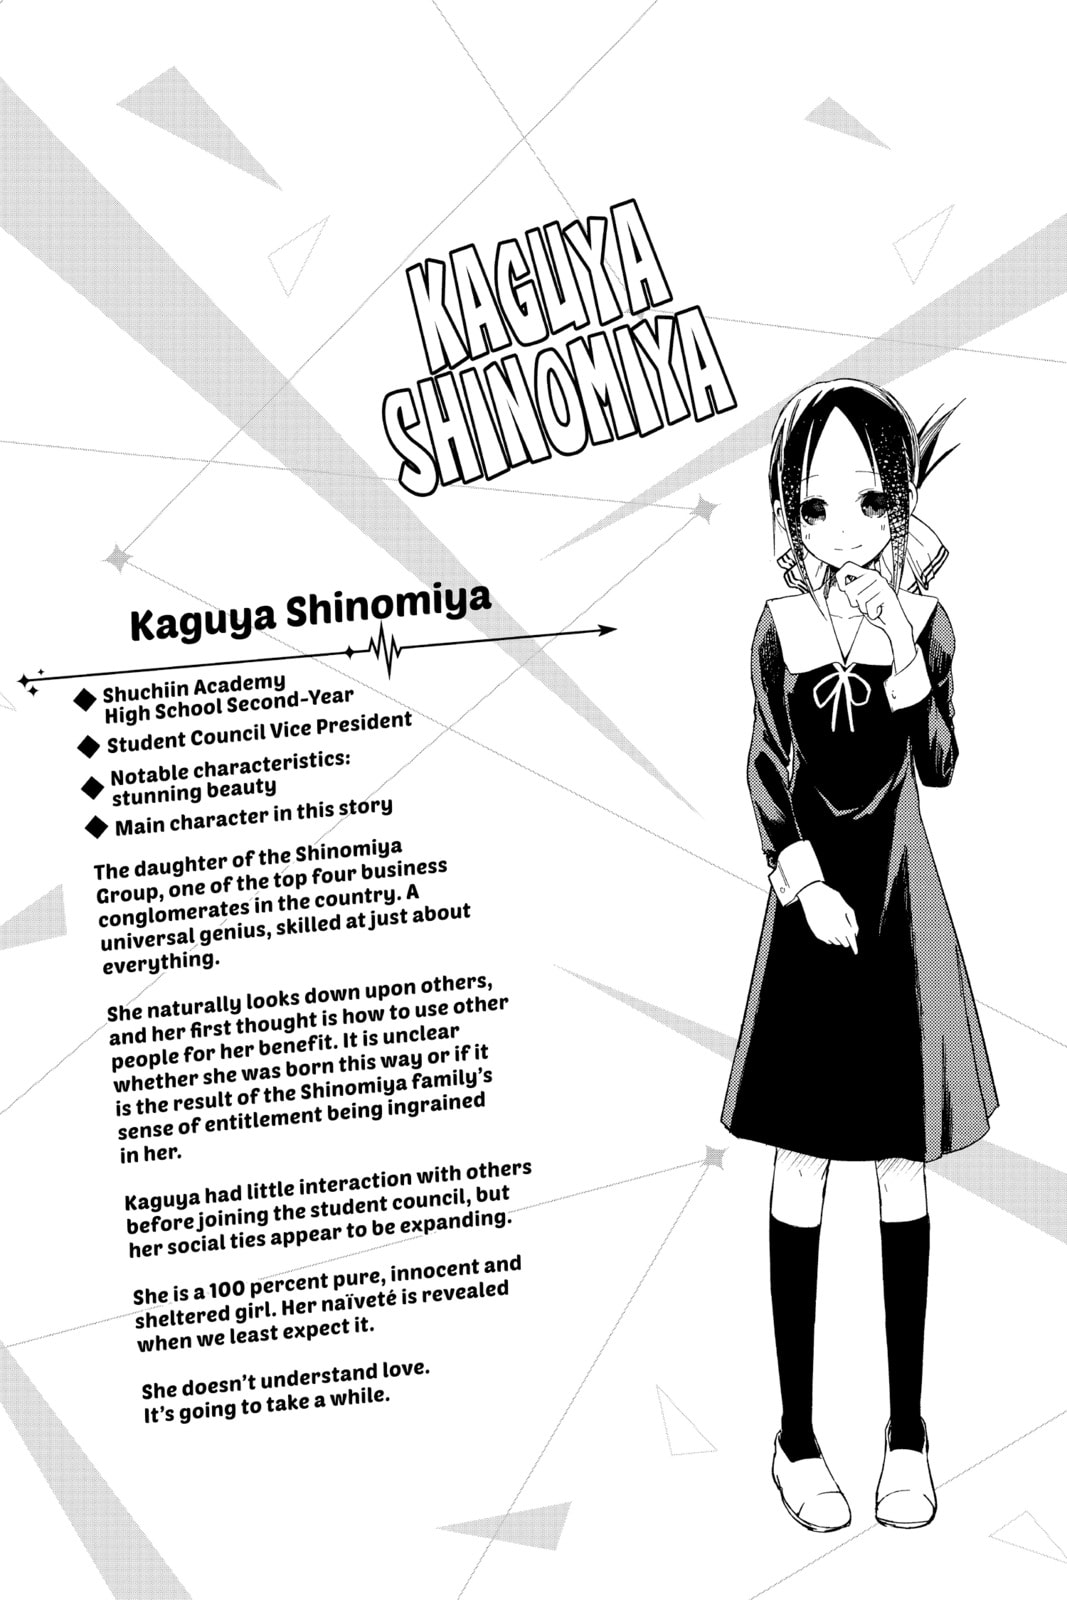 KAGUYA
SHINOMIYA
Kaguya Shinomiya
Shuchiin Academy
High School Second-Year
Student Council Vice President
Notable characteristics:
stunning beauty
Main character in this story
The daughter of the Shinomiya
Group, one of the top four business
conglomerates in the country. A
universal genius, skilled at just about
everything.
She naturally looks down upon others,
and her first thought is how to use other
people for her benefit. It is unclear
whether she was born this way or if it
is the result of the Shinomiya family's
sense of entitlement being ingrained
in her.
Kaguya had little interaction with others
before joining the student council, but
her social ties appear to be expanding.
She is a 100 percent pure, innocent and
sheltered girl. Her naïveté is revealed
when we least expect it.
She doesn't understand love.
It's going to take a while.